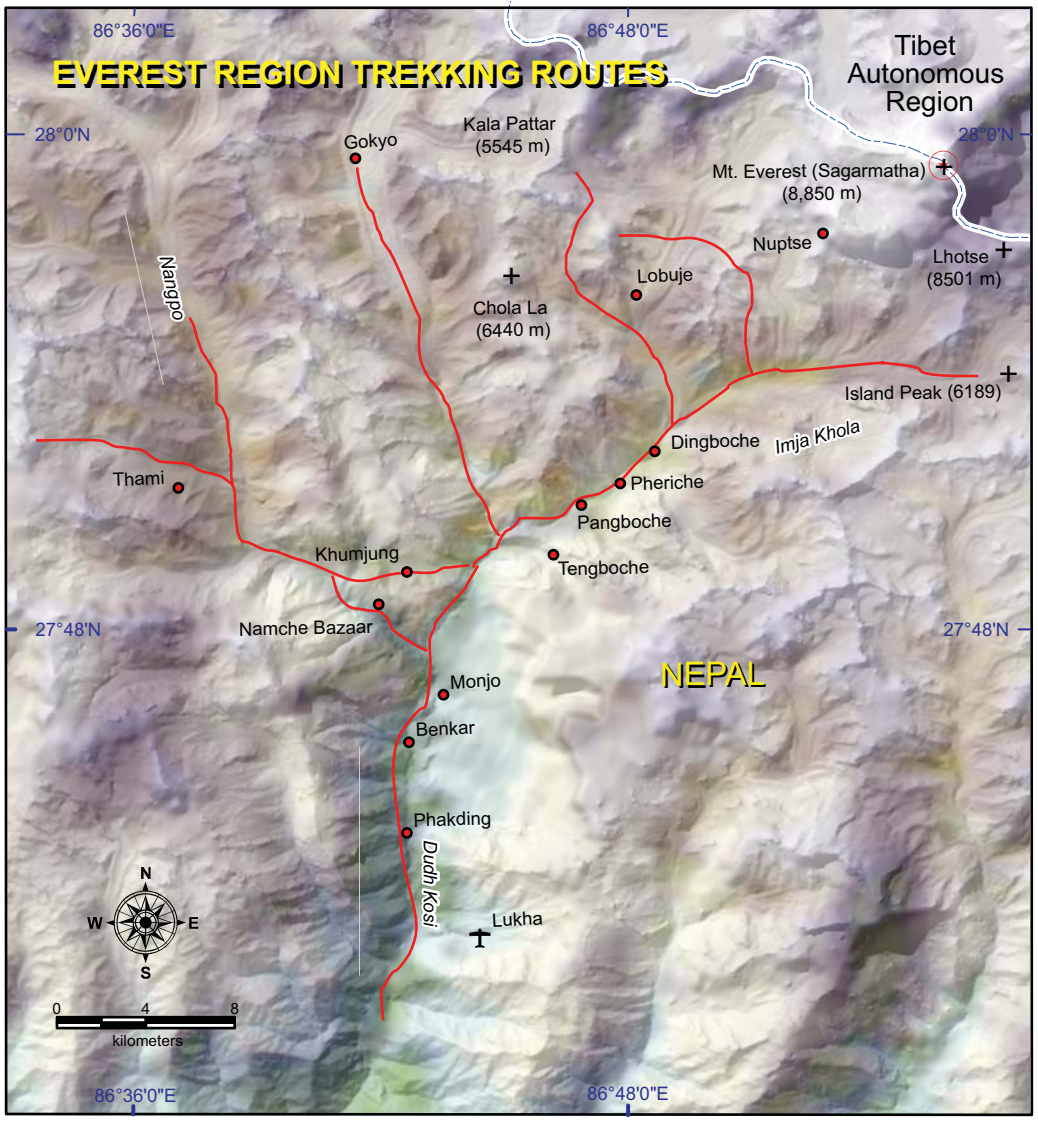 86°36'0"E
86°48'0"E
Tibet
Autonomous
Region
EVEREST REGION TREKKING ROUTES
Kala Pattar
(5545 m)
28°0'N
Gokyo
28°0'N
Mt. Everest (Sagarmatha)
(8,850 m)
Nuptse
Lhotse
(8501 m)
Nangpo
Lobuje
Chola La
(6440 m)
Island Peak (6189)
Imja Khola
Dingboche
Thami
Pheriche
Pangboche
Khumjung
Tengboche
Namche Bazaar
27°48'N
27°48'N
NEPAL
Monjo
Benkar
Phakding
Dudh Kosi
Lukha
N
W
E
S
0 4 8
kilometers
86°36'0"E
86°48'0"E